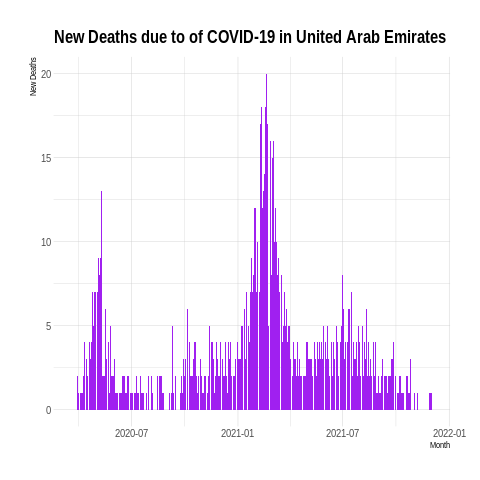 New Deaths due to of COVID-19 in United Arab Emirates
New Deaths
20
15
10
5
0
2020-07 2021-01 2021-07 2022-01
Month